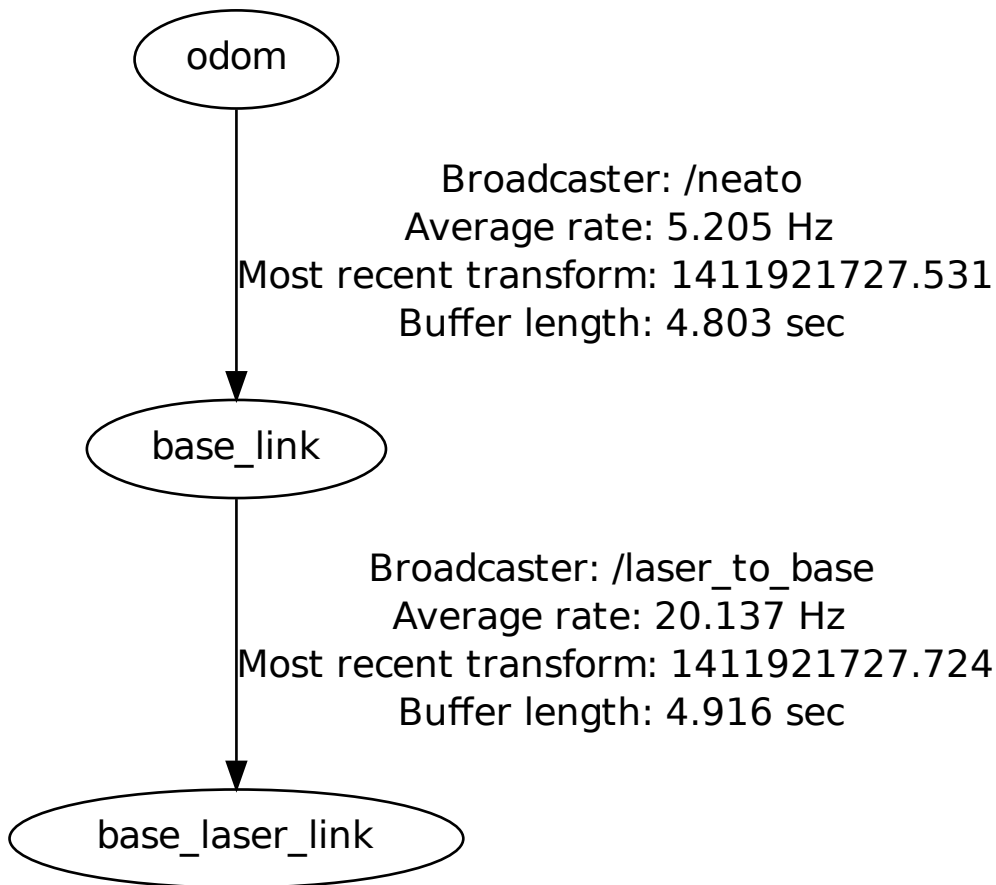 odom
Broadcaster: /neato
Average rate: 5.205 Hz
Most recent transform: 1411921727.531
Buffer length: 4.803 sec
base_link
Broadcaster: /laser_to_base
Average rate: 20.137 Hz
Most recent transform: 1411921727.724
Buffer length: 4.916 sec
base_laser_link